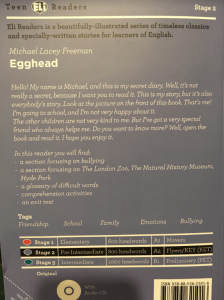 Teen Eli Readers
Stage 2
Eli Readers is a beautifully-illustrated series of timeless classics
and specially-written stories for learners of English.
Michael Lacey Freeman
Egghead
Hello! My name is Michael, and this is my secret diary. Well, it's not
really a secret, because I want you to read it. This is my story, but it's also
everybody's story. Look at the picture on the front of this book. That's me!
I'm going to school, and I'm not very happy about it.
The other children are not very kind to me. But I've got a very special
friend who always helps me. Do you want to know more? Well, open the
book and read it. I hope you enjoy it.
In this reader you will find:
- a section focusing on bullying
- a section focusing on The London Zoo, The Natural History Museum,
Hyde Park
- a glossary of difficult words
- comprehension activities
- an exit test
Tags
Friendship School Family Emotions Bullying
Stage 1 Elementary 600 headwords A1 Movers
Stage 2 Pre-Intermediate 800 headwords A2 Flyers/KEY (KET)
Stage 3 Intermediate 1000 headwords B1 Preliminary (PET)
Original
With
Audio CD